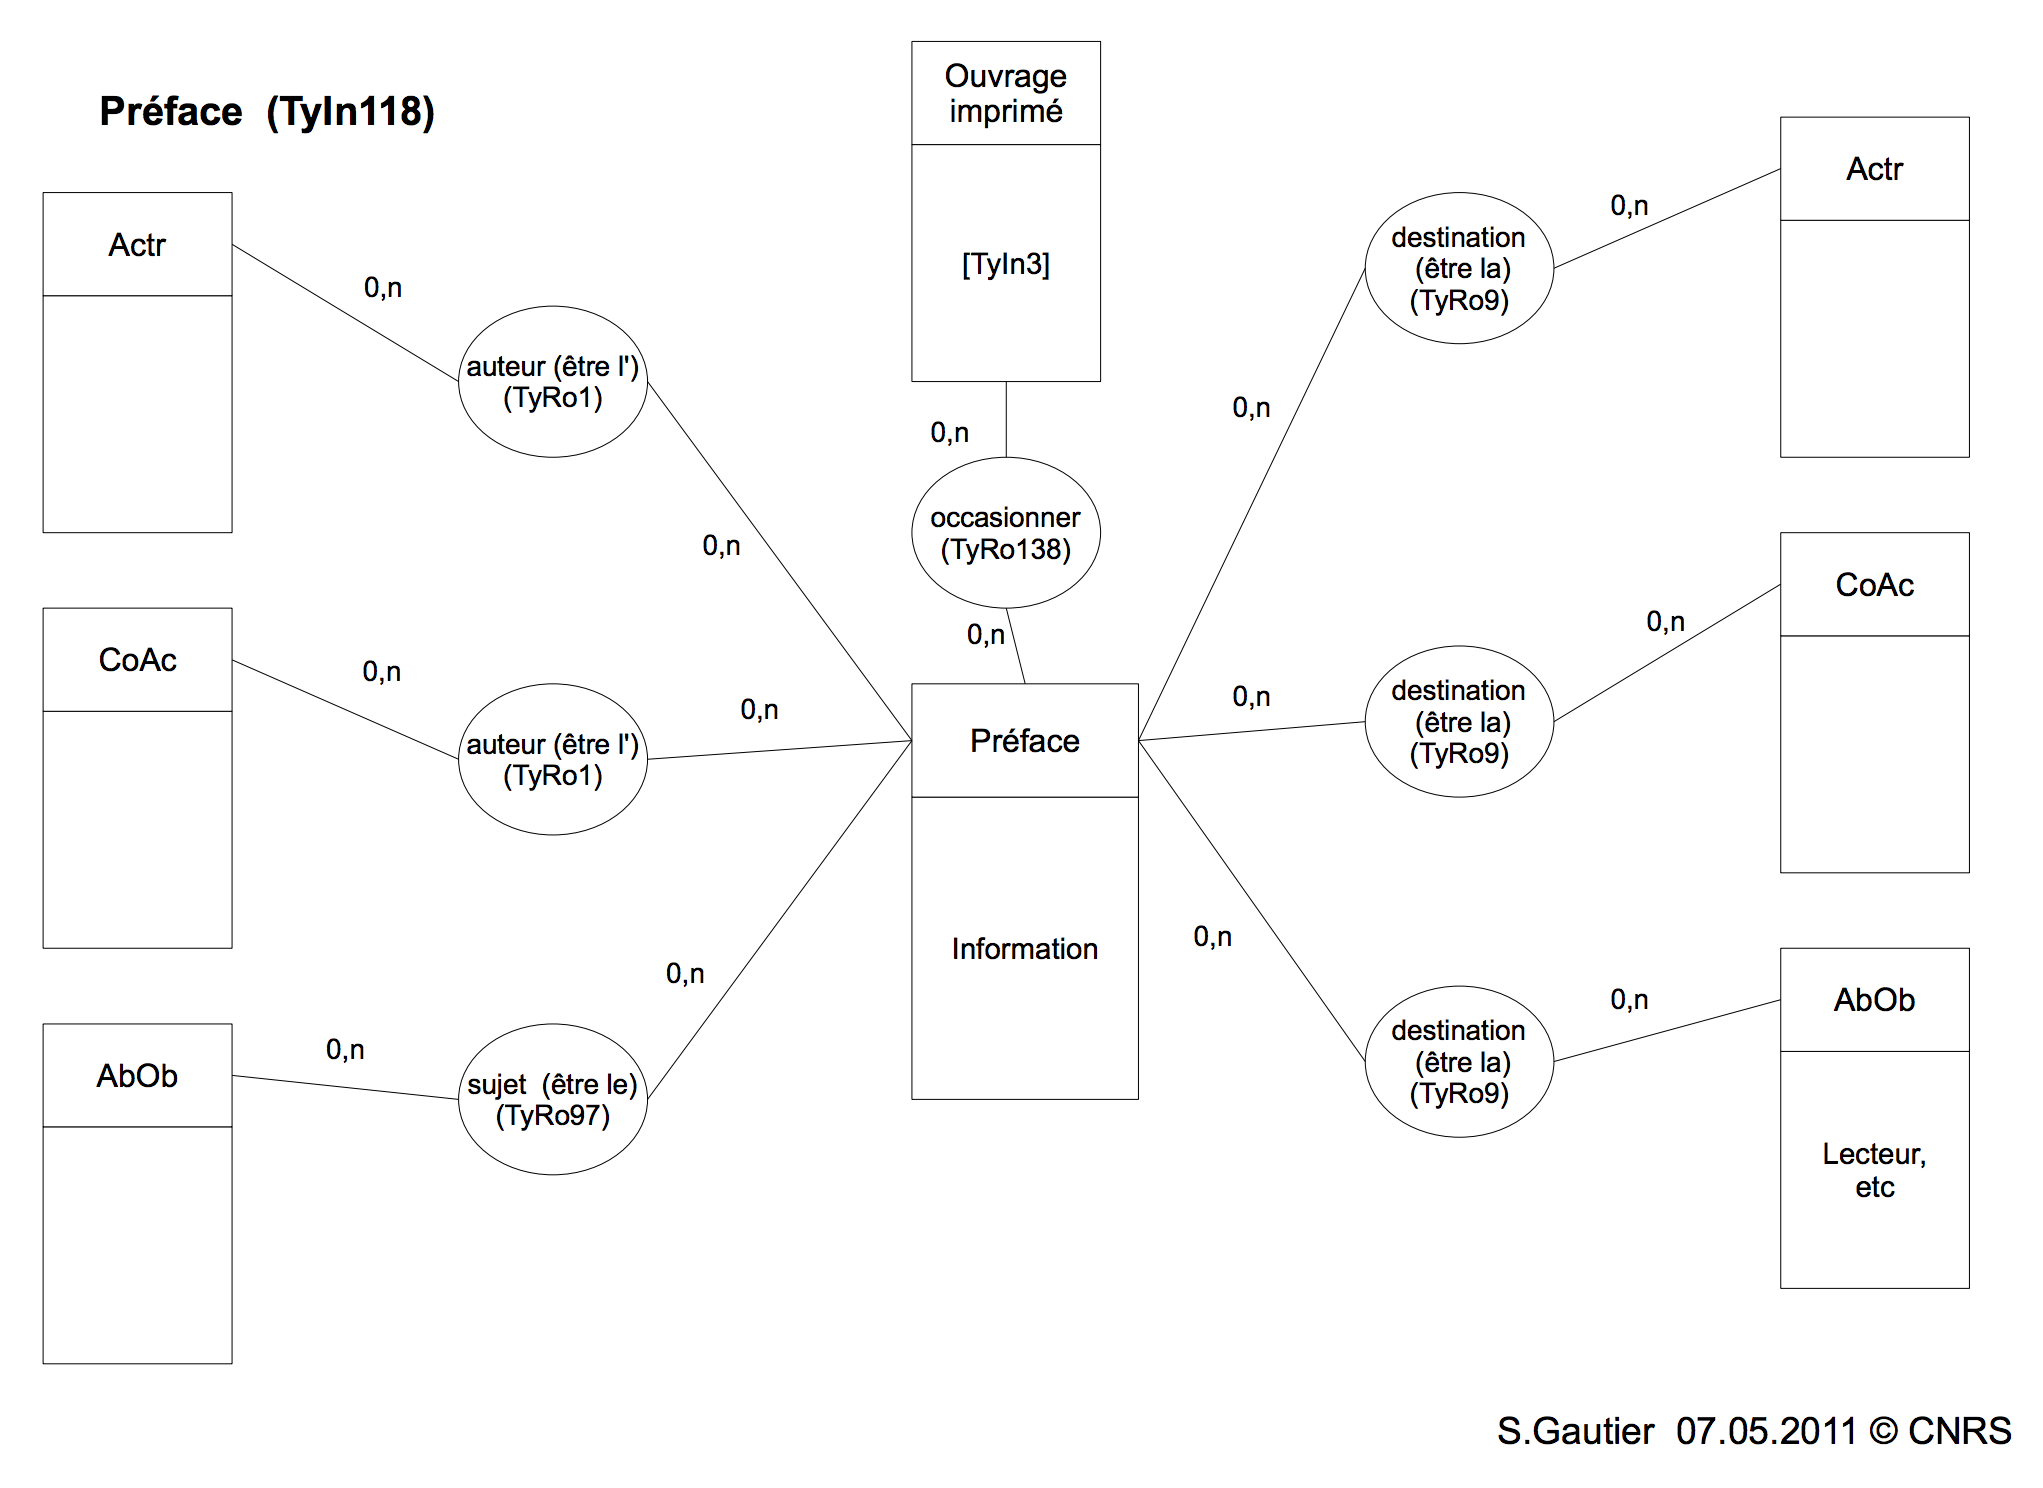 Préface (TyIn118)
Ouvrage
imprimé
[TyIn3]
Actr
0,n
auteur (être l')
(TyRo1)
0,n
CoAc
0,n
auteur (être l')
(TyRo1)
0,n
AbOb
0,n
sujet (être le)
(TyRo97)
0,n
0,n
occasionner
(TyRo138)
0,n
Préface
Information
0,n
destination
(être la)
(TyRo9)
0,n
Actr
0,n
destination
(être la)
(TyRo9)
0,n
CoAc
0,n
destination
(être la)
(TyRo9)
0,n
AbOb
Lecteur,
etc
S.Gautier 07.05.2011 © CNRS